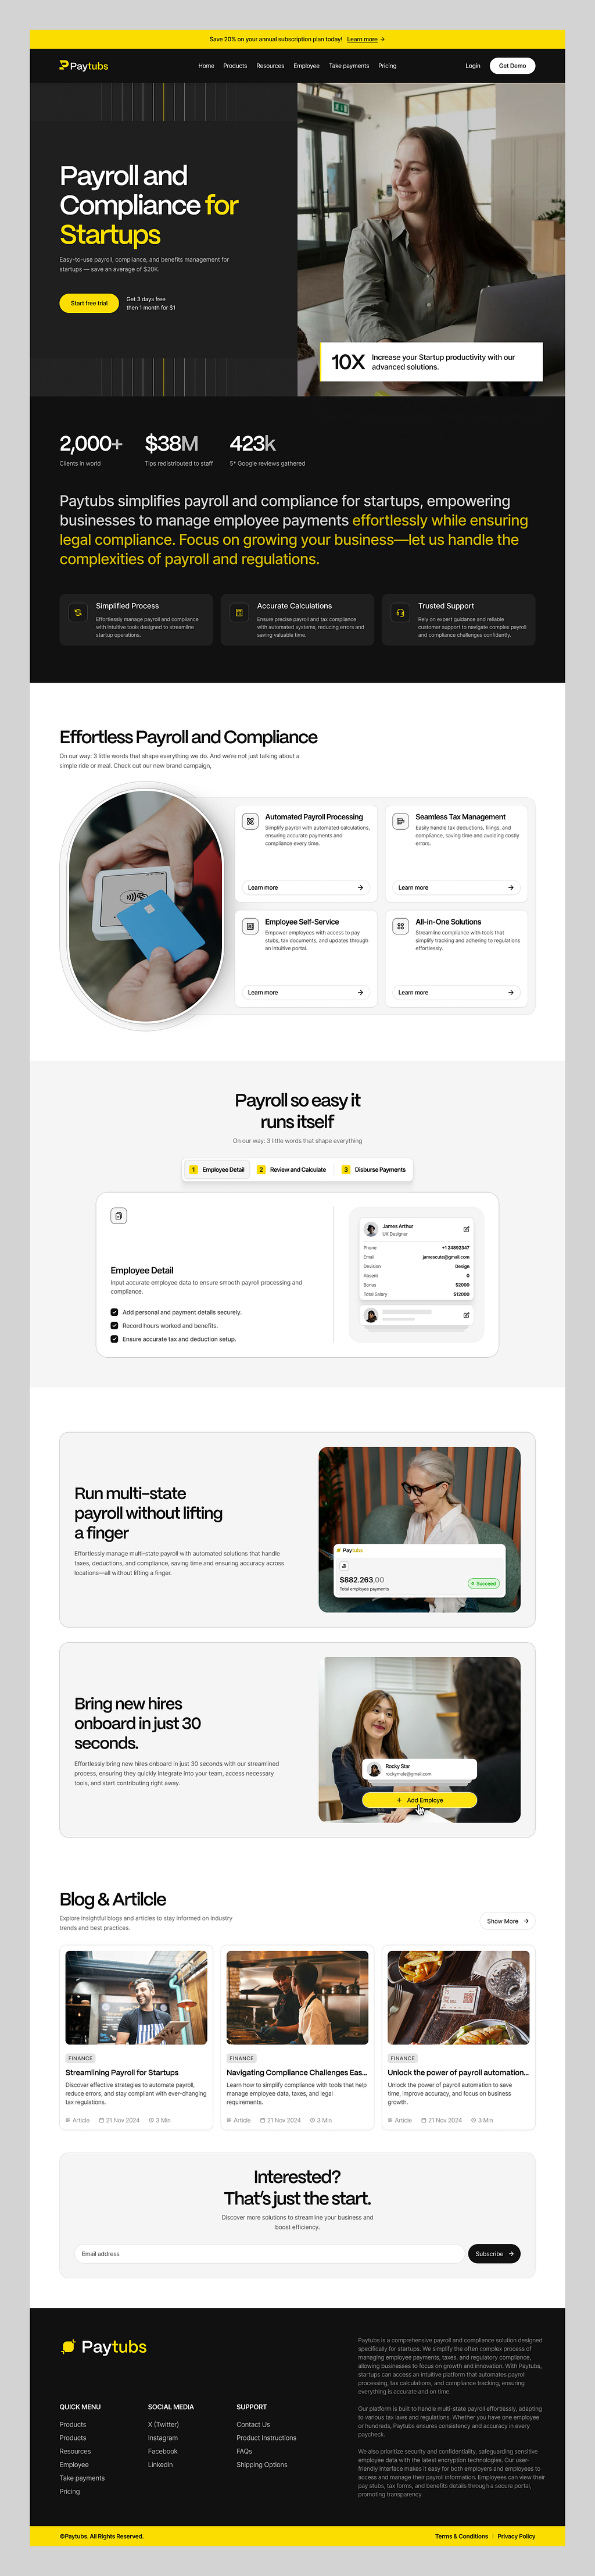 Save 20% on your annual subscription plan today! Learn more →
Paytubs
Home Products Resources Employee Take payments Pricing
Login Get Demo
Payroll and
Compliance for
Startups
Easy-to-use payroll, compliance, and benefits management for
startups — save an average of $20K.
Start free trial
Get 3 days free
then 1 month for $1
10X
Increase your Startup productivity with our
advanced solutions.
2,000+ $38M 423k
Clients in world Tips redistributed to staff 5* Google reviews gathered
Paytubs simplifies payroll and compliance for startups, empowering
businesses to manage employee payments effortlessly while ensuring
legal compliance. Focus on growing your business—let us handle the
complexities of payroll and regulations.
Simplified Process
Effortlessly manage payroll and compliance
with intuitive tools designed to streamline
startup operations.
Accurate Calculations
Ensure precise payroll and tax compliance
with automated systems, reducing errors and
saving valuable time.
Trusted Support
Rely on expert guidance and reliable
customer support to navigate complex payroll
and compliance challenges confidently.
Effortless Payroll and Compliance
On our way: 3 little words that shape everything we do. And we're not just talking about a
simple ride or meal. Check out our new brand campaign,
Automated Payroll Processing
Simplify payroll with automated calculations,
ensuring accurate payments and
compliance every time.
Learn more →
Seamless Tax Management
Easily handle tax deductions, filings, and
compliance, saving time and avoiding costly
errors.
Learn more →
Employee Self-Service
Empower employees with access to pay
stubs, tax documents, and updates through
an intuitive portal.
Learn more →
All-in-One Solutions
Streamline compliance with tools that
simplify tracking and adhering to regulations
effortlessly.
Learn more →
Payroll so easy it
runs itself
On our way: 3 little words that shape everything
1 Employee Detail 2 Review and Calculate 3 Disburse Payments
Employee Detail
Input accurate employee data to ensure smooth payroll processing and
compliance.
Add personal and payment details securely.
Record hours worked and benefits.
Ensure accurate tax and deduction setup.
James Arthur
UX Designer
Phone +1 24892347
Email jamescute@gmail.com
Devision Design
Absent 0
Bonus $2000
Total Salary $12000
Run multi-state
payroll without lifting
a finger
Effortlessly manage multi-state payroll with automated solutions that handle
taxes, deductions, and compliance, saving time and ensuring accuracy across
locations—all without lifting a finger.
Paytubs
$882.263,00
Total employee payments
Succeed
Bring new hires
onboard in just 30
seconds.
Effortlessly bring new hires onboard in just 30 seconds with our streamlined
process, ensuring they quickly integrate into your team, access necessary
tools, and start contributing right away.
Rocky Star
rockymule@gmail.com
+ Add Employe
Blog & Artilcle
Explore insightful blogs and articles to stay informed on industry
trends and best practices.
Show More →
FINANCE
Streamlining Payroll for Startups
Discover effective strategies to automate payroll,
reduce errors, and stay compliant with ever-changing
tax regulations.
Article 21 Nov 2024 3 Min
FINANCE
Navigating Compliance Challenges Eas...
Learn how to simplify compliance with tools that help
manage employee data, taxes, and legal
requirements.
Article 21 Nov 2024 3 Min
FINANCE
Unlock the power of payroll automation...
Unlock the power of payroll automation to save
time, improve accuracy, and focus on business
growth.
Article 21 Nov 2024 3 Min
Interested?
That's just the start.
Discover more solutions to streamline your business and
boost efficiency.
Email address
Subscribe →
Paytubs
QUICK MENU
Products
Products
Resources
Employee
Take payments
Pricing
SOCIAL MEDIA
X (Twitter)
Instagram
Facebook
Linkedin
SUPPORT
Contact Us
Product Instructions
FAQs
Shipping Options
Paytubs is a comprehensive payroll and compliance solution designed
specifically for startups. We simplify the often complex process of
managing employee payments, taxes, and regulatory compliance,
allowing businesses to focus on growth and innovation. With Paytubs,
startups can access an intuitive platform that automates payroll
processing, tax calculations, and compliance tracking, ensuring
everything is accurate and on time.
Our platform is built to handle multi-state payroll effortlessly, adapting
to various tax laws and regulations. Whether you have one employee
or hundreds, Paytubs ensures consistency and accuracy in every
paycheck.
We also prioritize security and confidentiality, safeguarding sensitive
employee data with the latest encryption technologies. Our user-
friendly interface makes it easy for both employers and employees to
access and manage their payroll information. Employees can view their
pay stubs, tax forms, and benefits details through a secure portal,
promoting transparency.
©Paytubs. All Rights Reserved.
Terms & Conditions | Privacy Policy